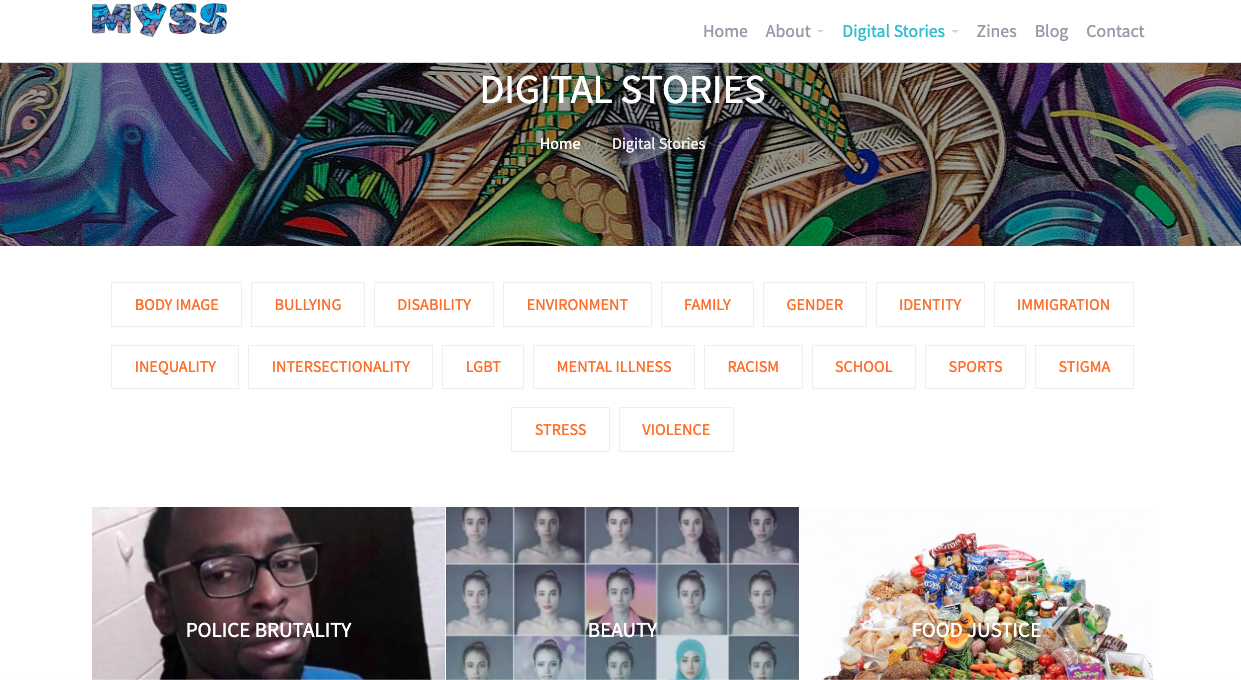 MYSS
Home About Digital Stories Zines Blog Contact
DIGITAL STORIES
Home Digital Stories
BODY IMAGE BULLYING DISABILITY ENVIRONMENT FAMILY GENDER IDENTITY IMMIGRATION
INEQUALITY INTERSECTIONALITY LGBT MENTAL ILLNESS RACISM SCHOOL SPORTS STIGMA
STRESS VIOLENCE
POLICE BRUTALITY BEAUTY FOOD JUSTICE